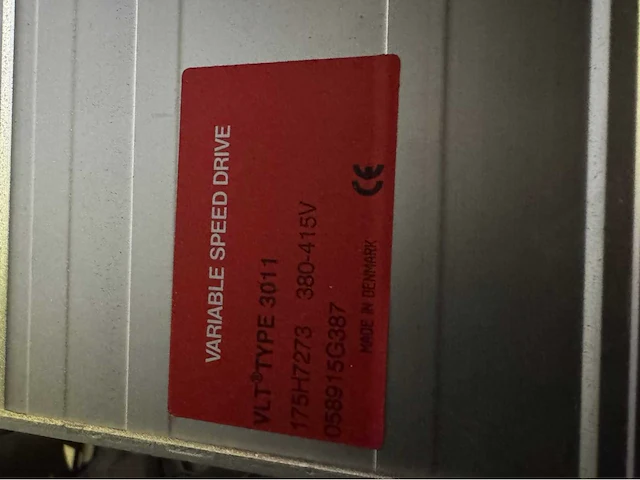 VARIABLE SPEED DRIVE
VLT® TYPE 3011
175H7273 380-415V
058915G387
MADE IN DENMARK
CE